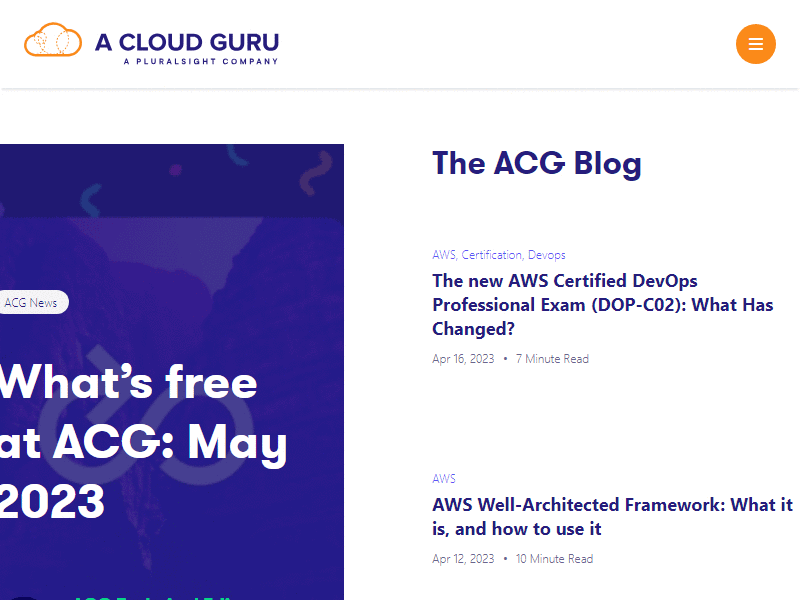 A CLOUD GURU
A PLURALSIGHT COMPANY
ACG News
What's free
at ACG: May
2023
The ACG Blog
AWS, Certification, Devops
The new AWS Certified DevOps
Professional Exam (DOP-C02): What Has
Changed?
Apr 16, 2023 • 7 Minute Read
AWS
AWS Well-Architected Framework: What it
is, and how to use it
Apr 12, 2023 • 10 Minute Read